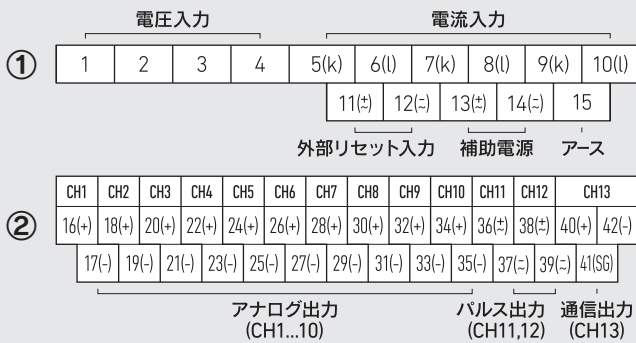 電圧入力 電流入力
① 1 2 3 4 5(k) 6(l) 7(k) 8(l) 9(k) 10(l)
11(±̰) 12(⁻̰) 13(±̰) 14(⁻̰) 15
外部リセット入力 補助電源 アース
CH1 CH2 CH3 CH4 CH5 CH6 CH7 CH8 CH9 CH10 CH11 CH12 CH13
② 16(+) 18(+) 20(+) 22(+) 24(+) 26(+) 28(+) 30(+) 32(+) 34(+) 36(±̰) 38(±̰) 40(+) 42(-)
17(-) 19(-) 21(-) 23(-) 25(-) 27(-) 29(-) 31(-) 33(-) 35(-) 37(⁻̰) 39(⁻̰) 41(SG)
アナログ出力 パルス出力 通信出力
(CH1...10) (CH11,12) (CH13)